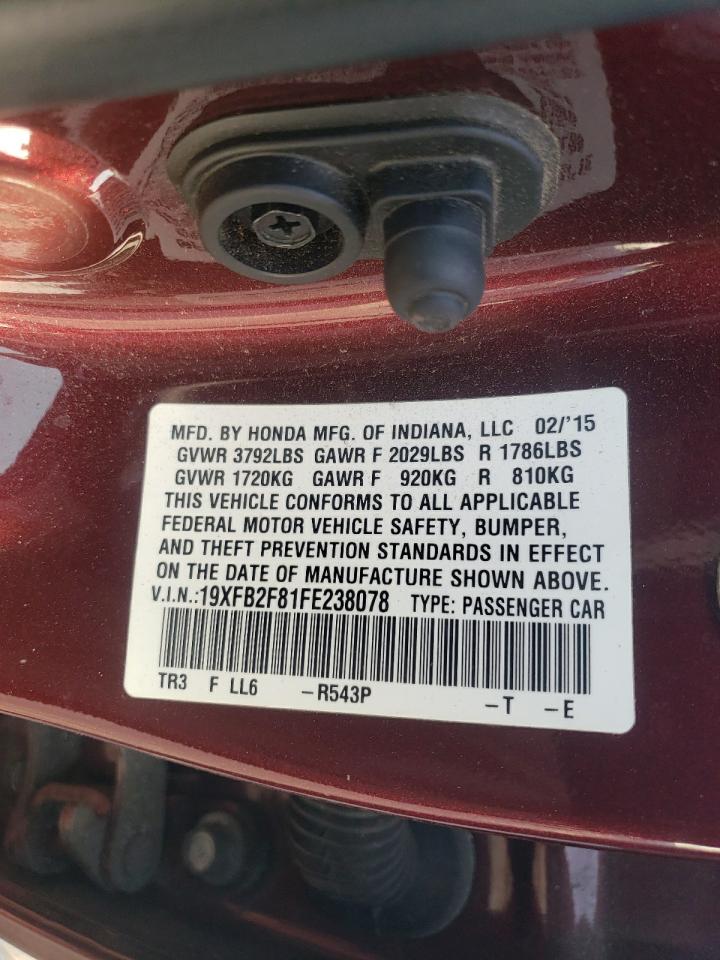 MFD. BY HONDA MFG. OF INDIANA, LLC 02/'15
GVWR 3792LBS GAWR F 2029LBS R 1786LBS
GVWR 1720KG GAWR F 920KG R 810KG
THIS VEHICLE CONFORMS TO ALL APPLICABLE
FEDERAL MOTOR VEHICLE SAFETY, BUMPER,
AND THEFT PREVENTION STANDARDS IN EFFECT
ON THE DATE OF MANUFACTURE SHOWN ABOVE.
V.I.N.:19XFB2F81FE238078 TYPE: PASSENGER CAR
TR3 F LL6 -R543P -T -E